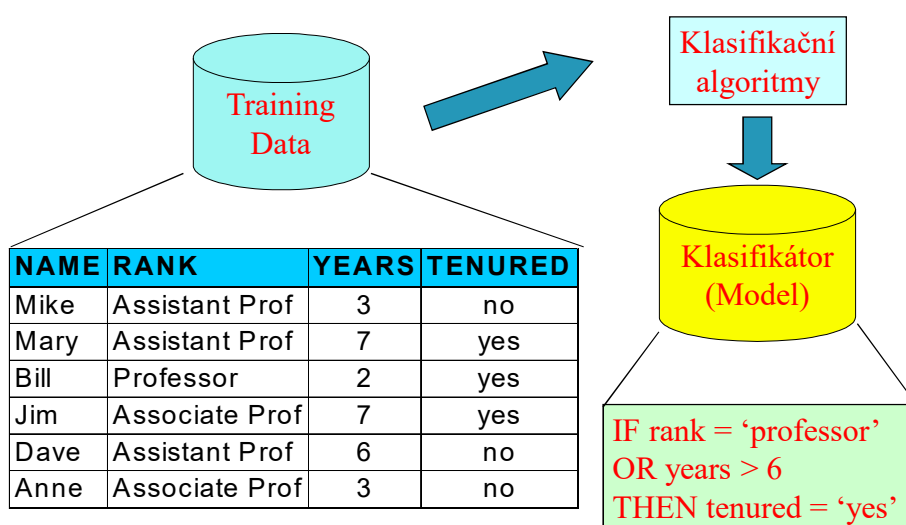 Training
Data
Klasifikační
algoritmy
Klasifikátor
(Model)
NAME RANK YEARS TENURED
Mike Assistant Prof 3 no
Mary Assistant Prof 7 yes
Bill Professor 2 yes
Jim Associate Prof 7 yes
Dave Assistant Prof 6 no
Anne Associate Prof 3 no
IF rank = ‘professor’
OR years > 6
THEN tenured = ‘yes’